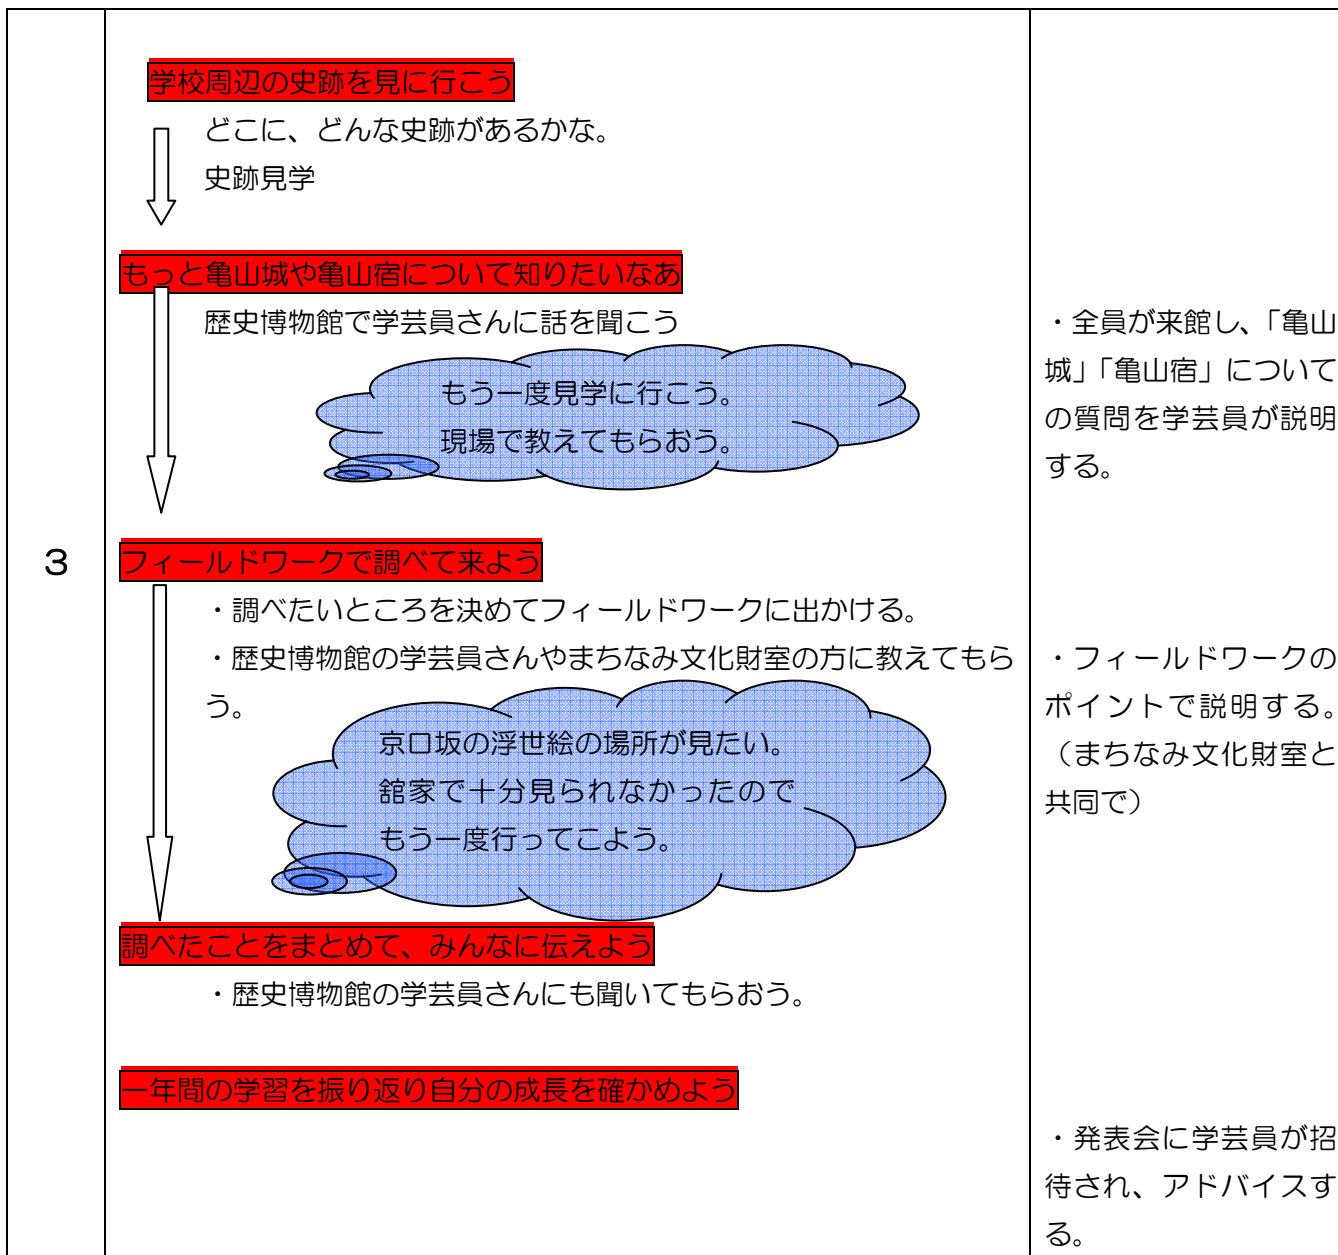 3
学校周辺の史跡を見に行こう
どこに、どんな史跡があるかな。
史跡見学
もっと亀山城や亀山宿について知りたいなあ
歴史博物館で学芸員さんに話を聞こう
もう一度見学に行こう。
現場で教えてもらおう。
フィールドワークで調べて来よう
・調べたいところを決めてフィールドワークに出かける。
・歴史博物館の学芸員さんやまちなみ文化財室の方に教えてもら
う。
京口坂の浮世絵の場所が見たい。
舘家で十分見られなかったので
もう一度行ってこよう。
調べたことをまとめて、みんなに伝えよう
・歴史博物館の学芸員さんにも聞いてもらおう。
一年間の学習を振り返り自分の成長を確かめよう
・全員が来館し、「亀山
城」「亀山宿」について
の質問を学芸員が説明
する。
・フィールドワークの
ポイントで説明する。
（まちなみ文化財室と
共同で）
・発表会に学芸員が招
待され、アドバイスす
る。